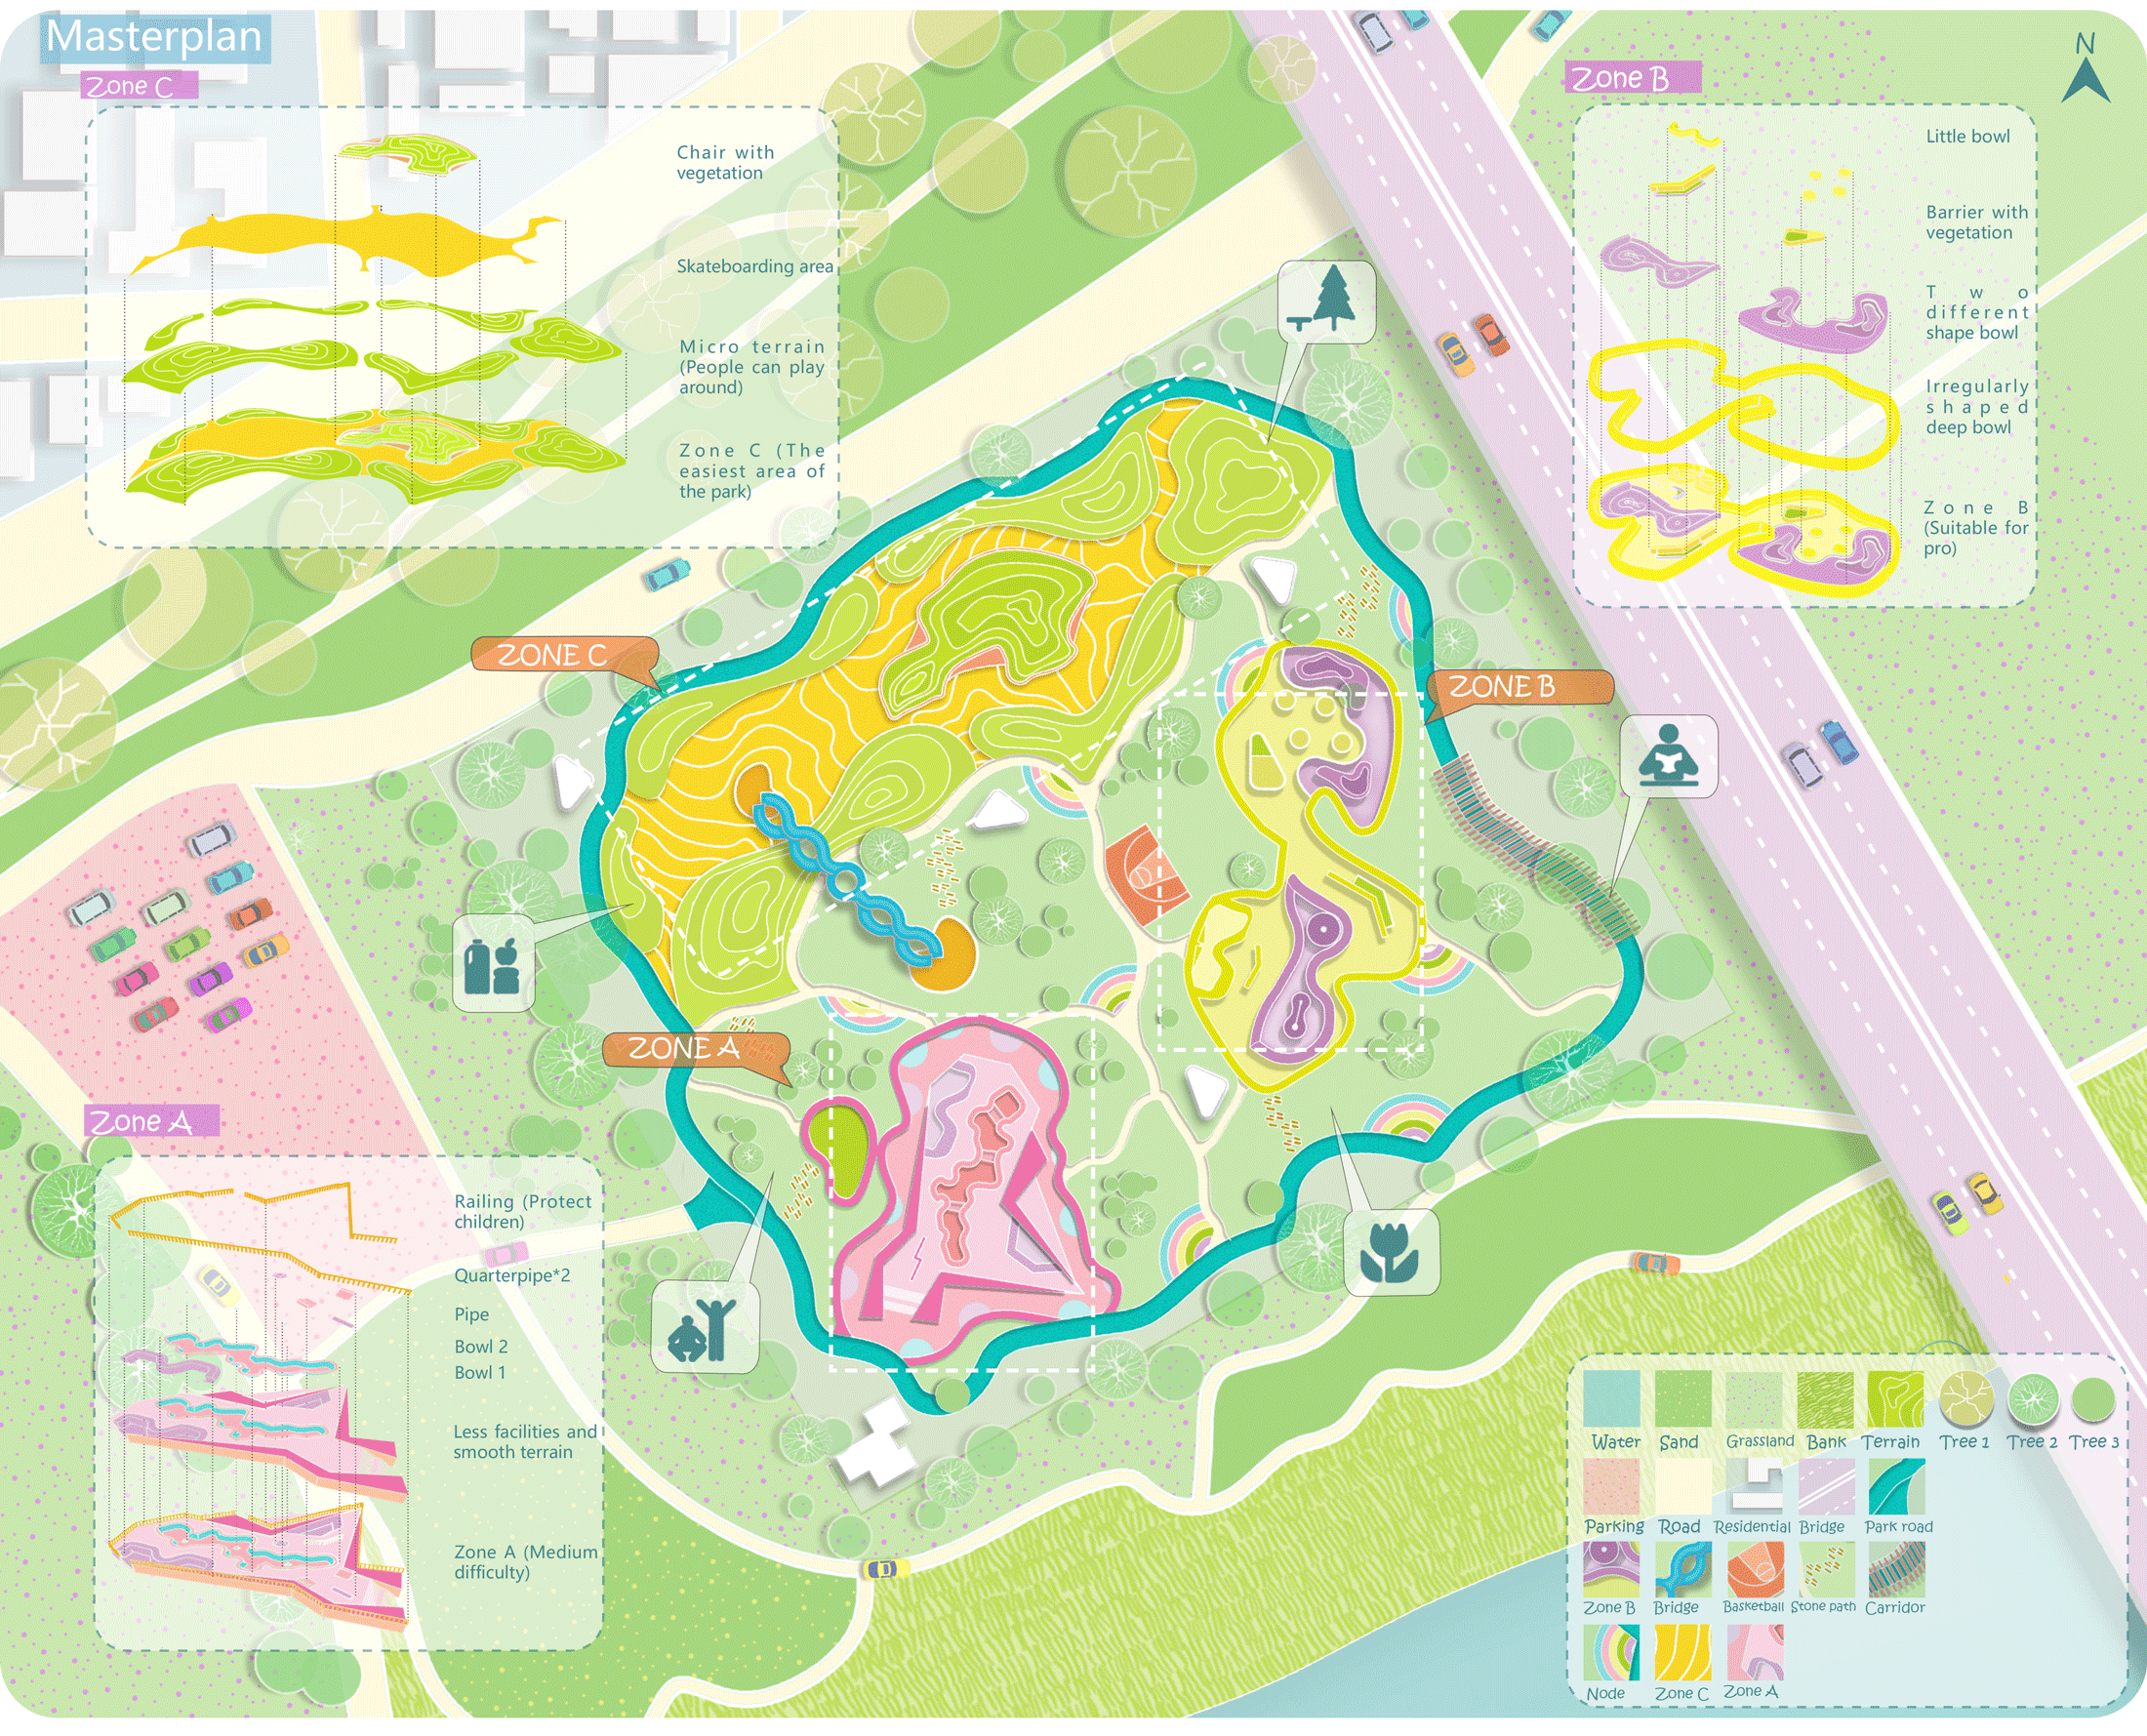 Masterplan
Zone C
Chair with
vegetation
Skateboarding area
Micro terrain
(People can play
around)
Zone C (The
easiest area of
the park)
Zone B
N
Little bowl
Barrier with
vegetation
Two
different
shape bowl
Irregularly
shaped
deep bowl
Zone B
(Suitable for
pro)
ZONE C
ZONE B
ZONE A
Zone A
Railing (Protect
children)
Quarterpipe*2
Pipe
Bowl 2
Bowl 1
Less facilities and
smooth terrain
Zone A (Medium
difficulty)
Water Sand Grassland Bank Terrain Tree 1 Tree 2 Tree 3
Parking Road Residential Bridge Park road
Zone B Bridge Basketball Stone path Carridor
Node Zone C Zone A